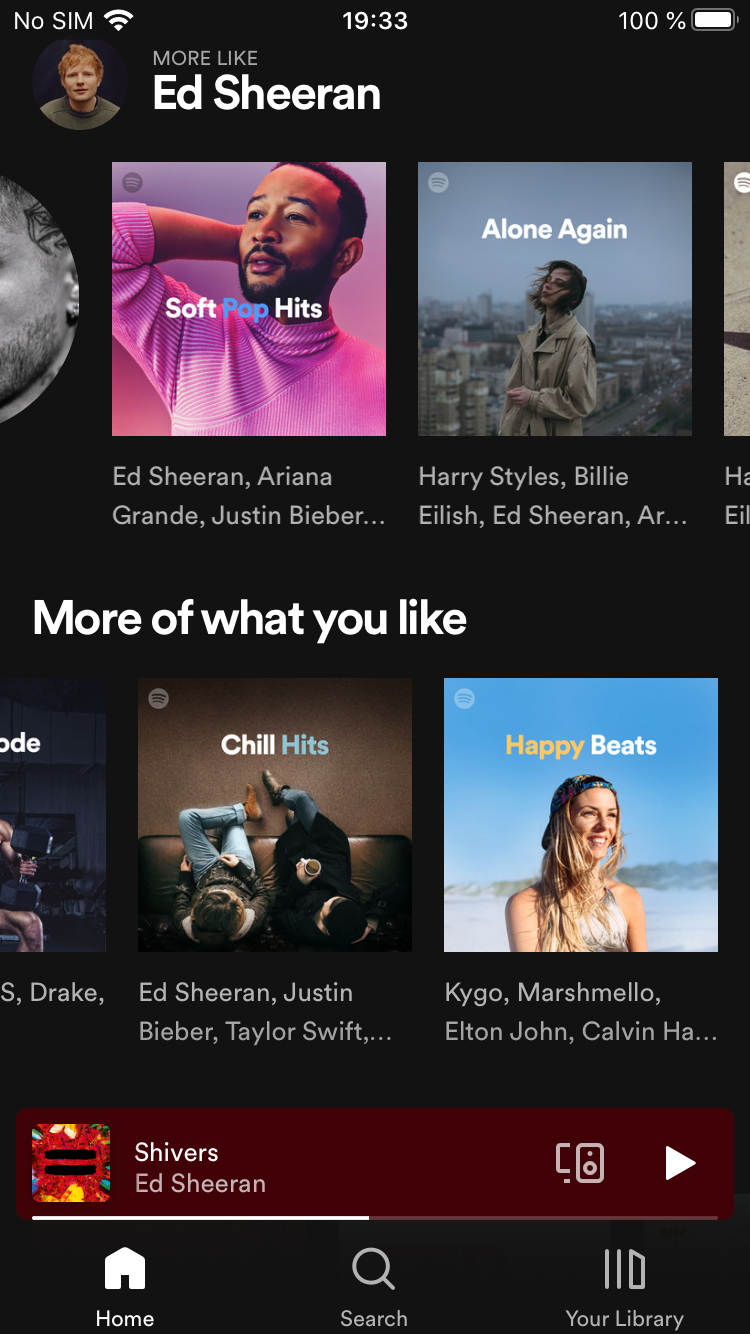 No SIM 19:33 100 %
MORE LIKE
Ed Sheeran
Soft Pop Hits
Alone Again
Ed Sheeran, Ariana
Grande, Justin Bieber...
Harry Styles, Billie
Eilish, Ed Sheeran, Ar...
Ha
Eil
More of what you like
ode
Chill Hits
Happy Beats
S, Drake,
Ed Sheeran, Justin
Bieber, Taylor Swift,...
Kygo, Marshmello,
Elton John, Calvin Ha...
Shivers
Ed Sheeran
Home
Search
Your Library